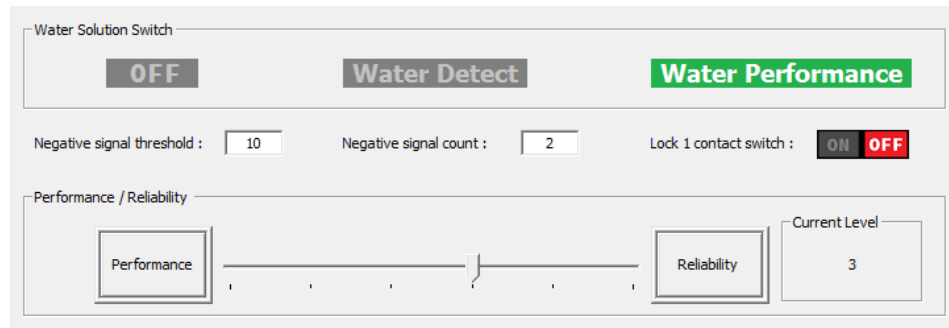 Water Solution Switch
OFF Water Detect Water Performance
Negative signal threshold : 10 Negative signal count : 2 Lock 1 contact switch : ON OFF
Performance / Reliability
Current Level
Performance Reliability 3